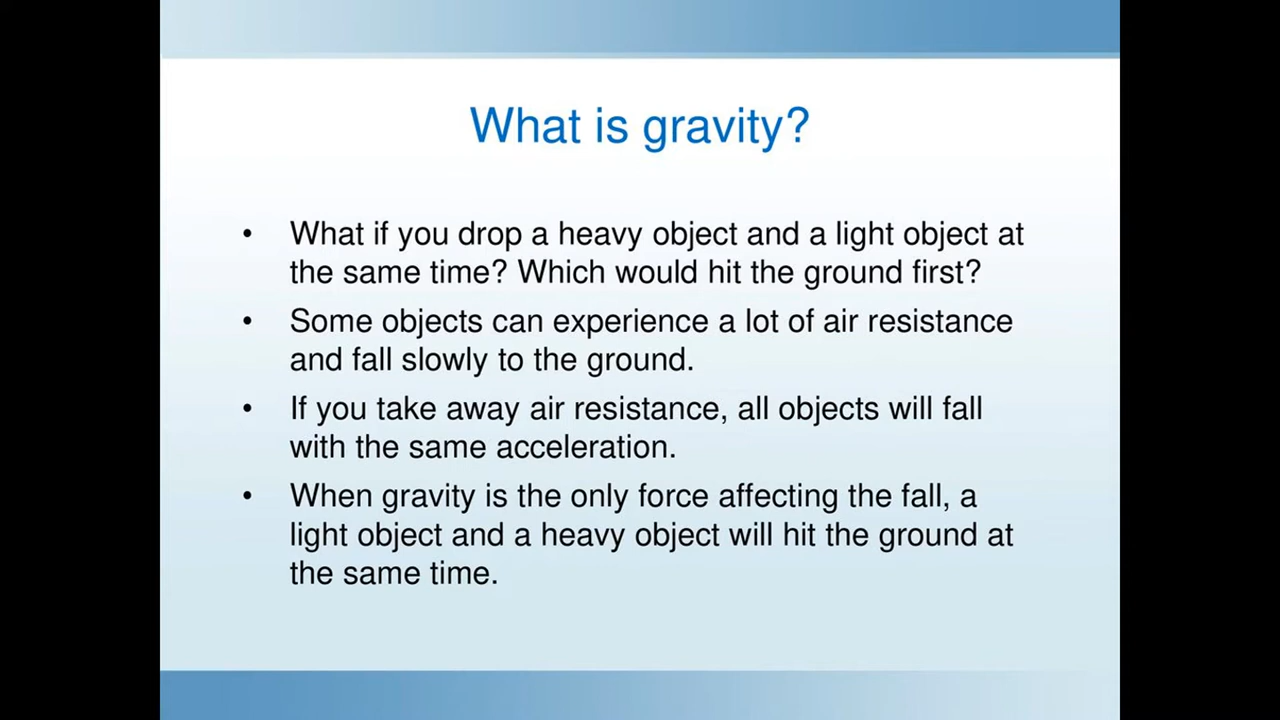 What is gravity?
• What if you drop a heavy object and a light object at
the same time? Which would hit the ground first?
• Some objects can experience a lot of air resistance
and fall slowly to the ground.
• If you take away air resistance, all objects will fall
with the same acceleration.
• When gravity is the only force affecting the fall, a
light object and a heavy object will hit the ground at
the same time.